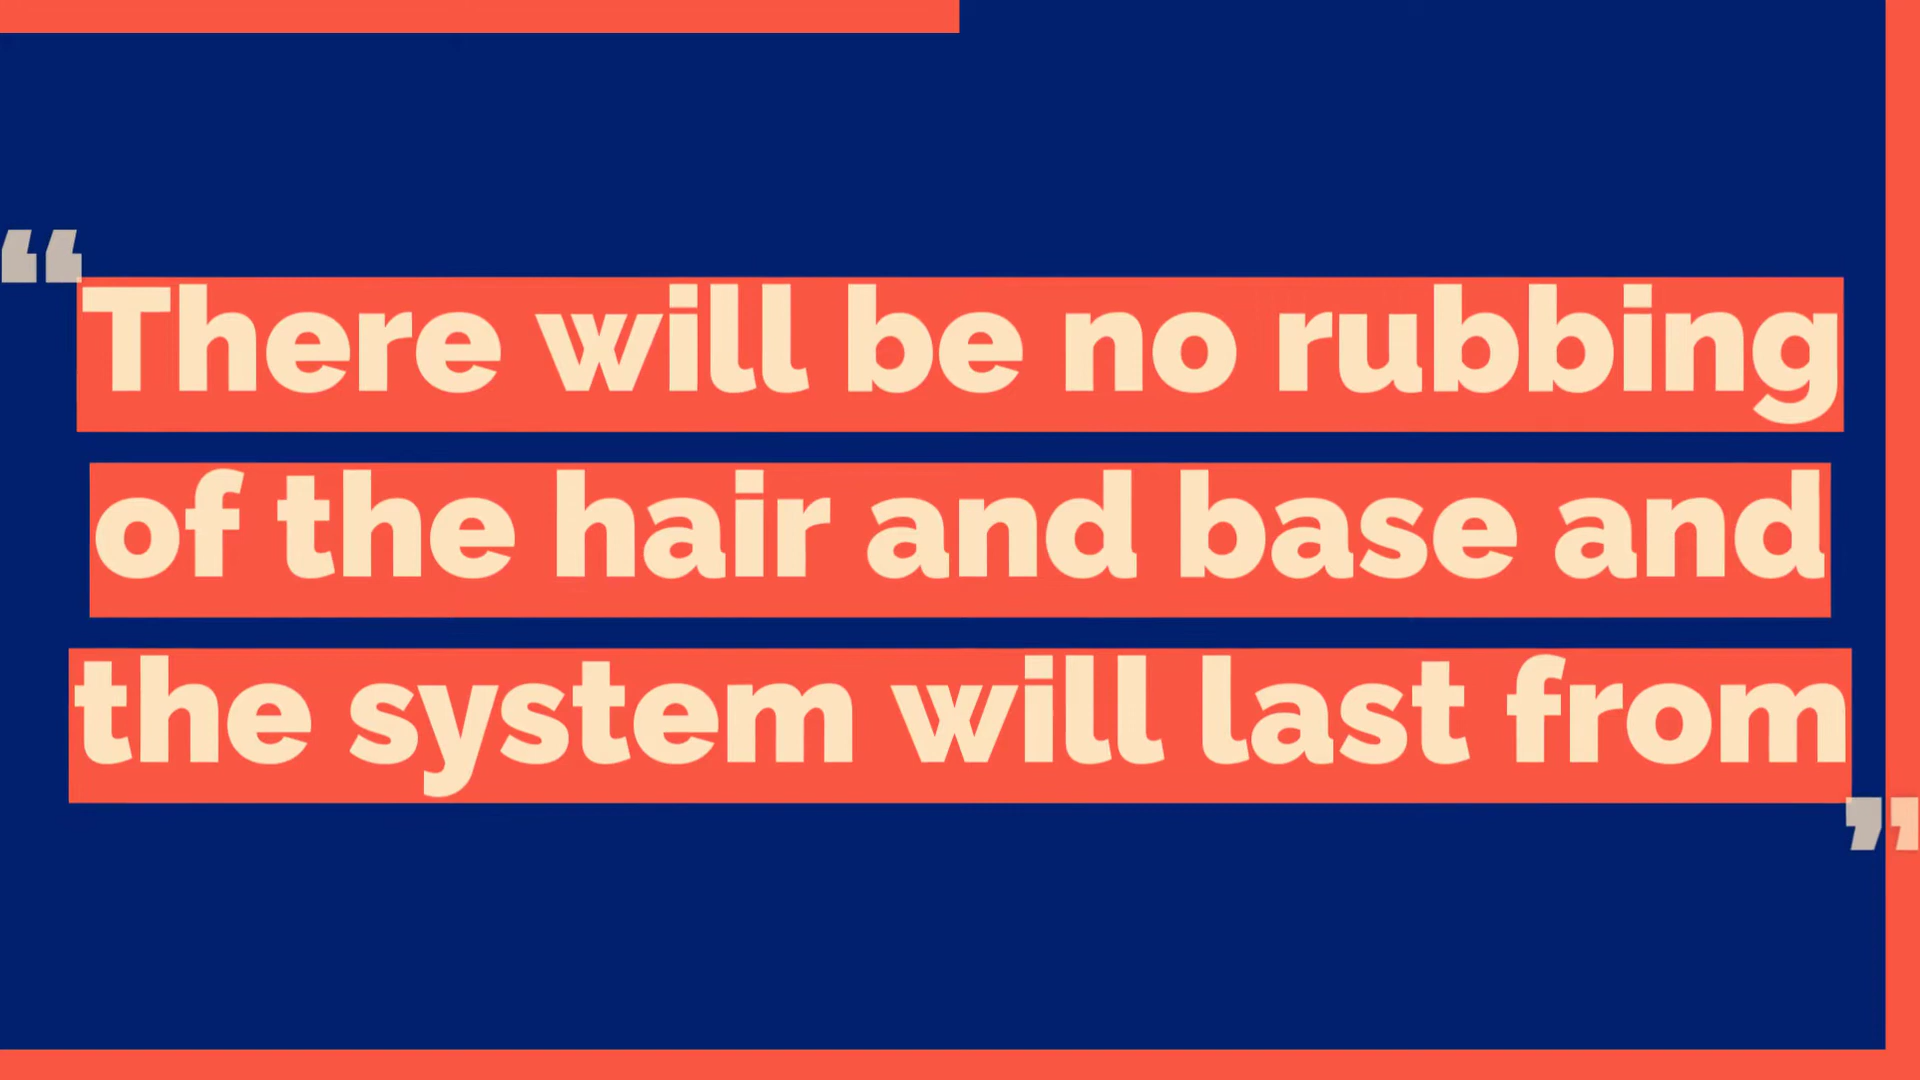 “There will be no rubbing
of the hair and base and
the system will last from”